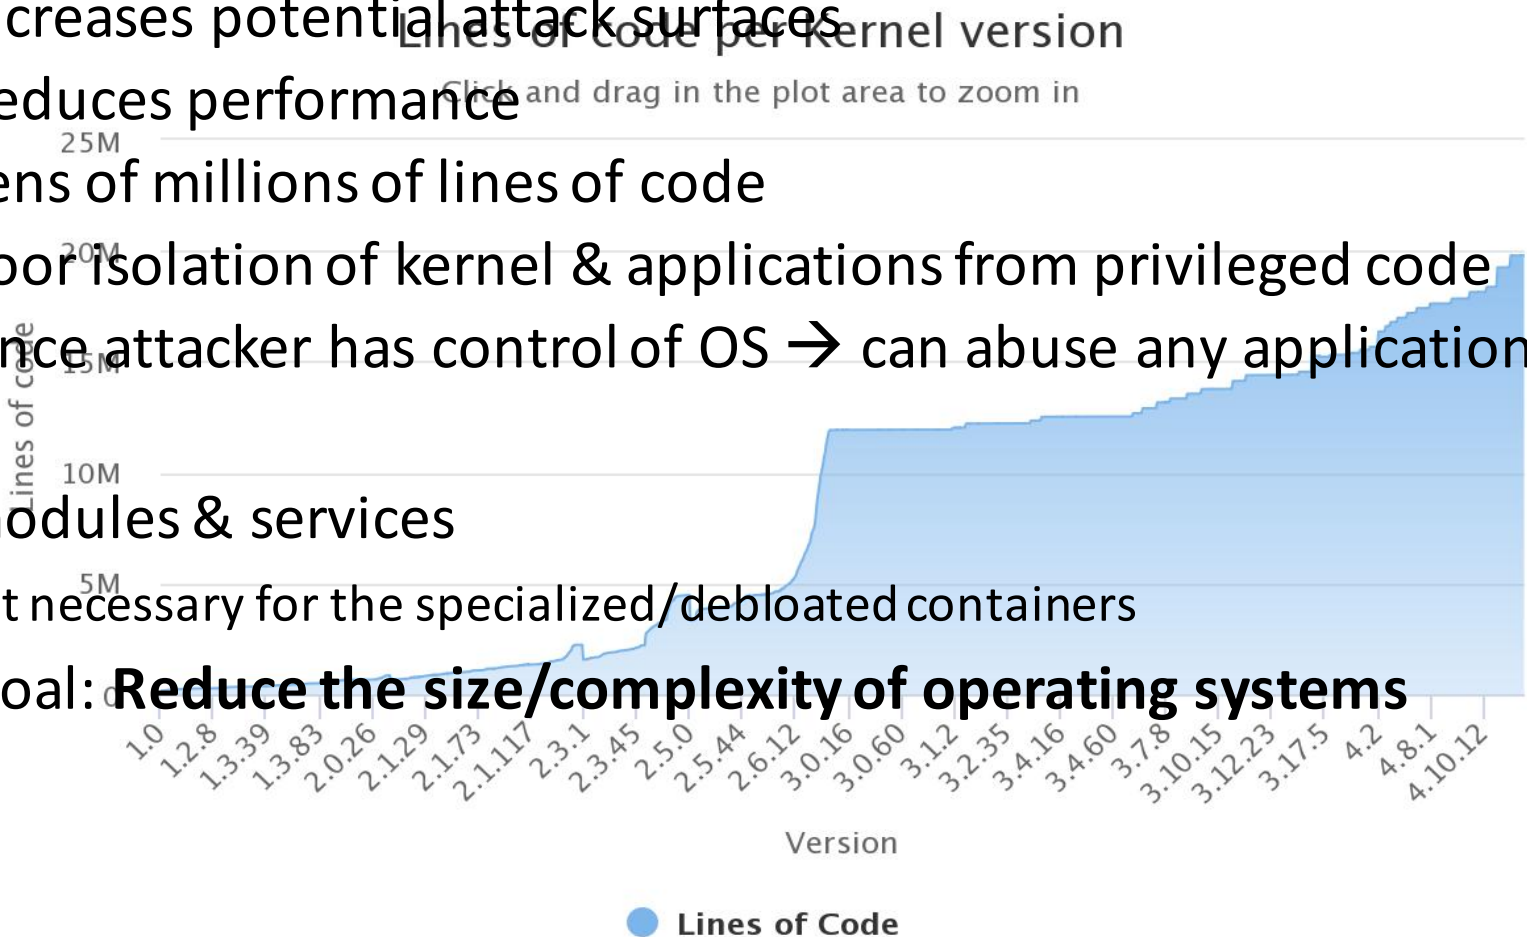 creases potential attack surfaces
Lines of code per Kernel version
educes performance
Click and drag in the plot area to zoom in
25M
ens of millions of lines of code
20M
oor isolation of kernel & applications from privileged code
nce attacker has control of OS → can abuse any application
15M
Lines of code
10M
odules & services
5M
t necessary for the specialized/debloated containers
oal: Reduce the size/complexity of operating systems
0
1.0
1.2.8
1.3.39
1.3.83
2.0.26
2.1.29
2.1.73
2.1.117
2.3.1
2.3.45
2.5.0
2.5.44
2.6.12
3.0.16
3.0.60
3.1.2
3.2.35
3.4.16
3.4.60
3.7.8
3.10.15
3.12.23
3.17.5
4.2
4.8.1
4.10.12
Version
Lines of Code